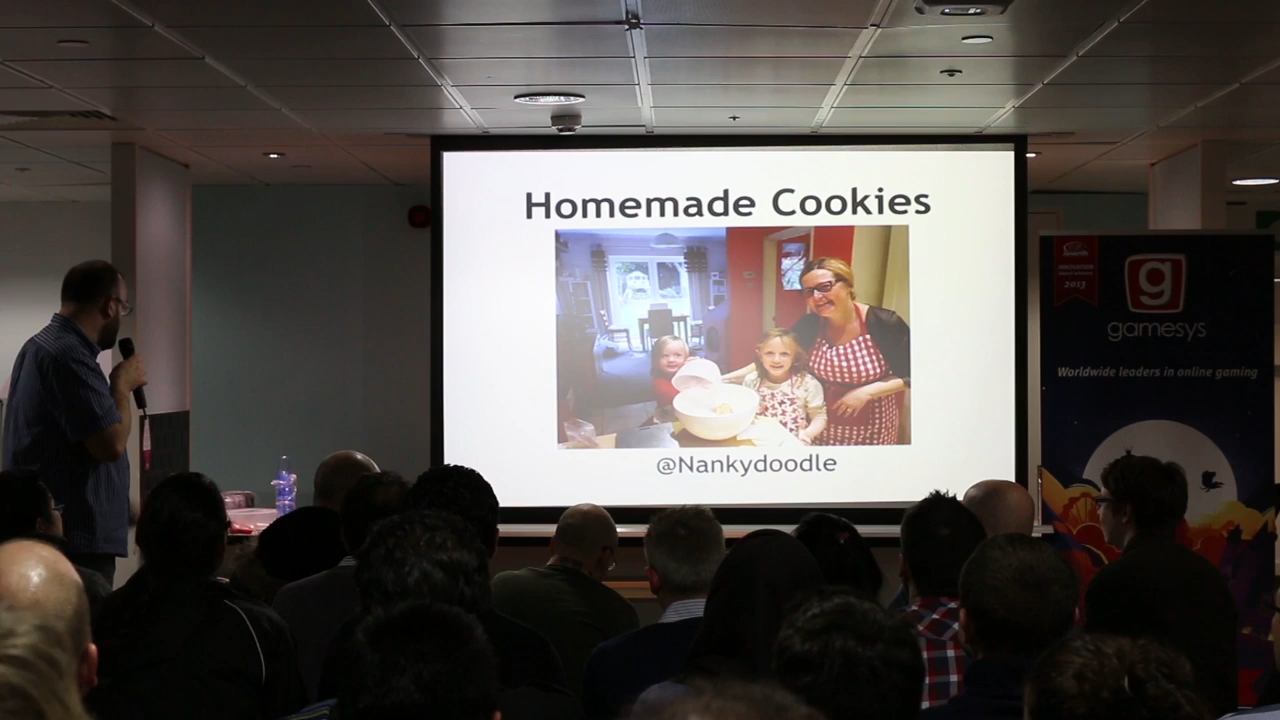 Homemade Cookies
@Nankydoodle
2013
g
gamesys
Worldwide leaders in online gaming